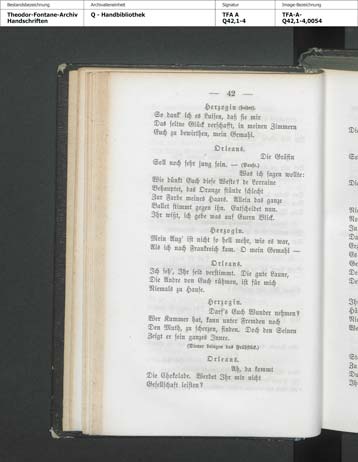 Bestandsbezeichnung
Archivalieneinheit
Signatur
Image-Bezeichnung
Theodor-Fontane-Archiv
Handschriften
Q - Handbibliothek
TFA A
Q42,1-4
TFA-A-
Q42,1-4,0054
— 42 —
Herzogin
So dank' ich es Luisen, daß sie mir
Das seltne Glück verschafft, in meinen Zimmern
Euch zu bewirthen, mein Gemahl.
Orleans.
Die Gräfin
Soll noch sehr jung sein. — (Pause.)
Was ich sagen wollte:
Wie dünkt Euch diese Weste? de Lorraine
Behauptet, das Orange stünde schlecht
Zur Farbe meines Haars. Allein das ganze
Ballet stimmt gegen ihn. Entscheidet nun.
Ihr wißt, ich gebe was auf Euren Blick.
Herzogin.
Mein Aug' ist nicht so hell mehr, wie es war,
Als ich nach Frankreich kam. O mein Gemahl —
Orleans.
Ich seh', Ihr seid verstimmt. Die gute Laune,
Die Andre von Euch rühmen, ist für mich
Niemals zu Hause.
Herzogin.
Darf's Euch Wunder nehmen?
Wer Kummer hat, kann unter Fremden noch
Den Muth, zu scherzen, finden. Doch den Seinen
Zeigt er sein ganzes Innre.
(Diener bringen das Frühstück.)
Orleans.
Ah, da kommt
Die Chokolade. Werdet Ihr mir nicht
Gesellschaft leisten?